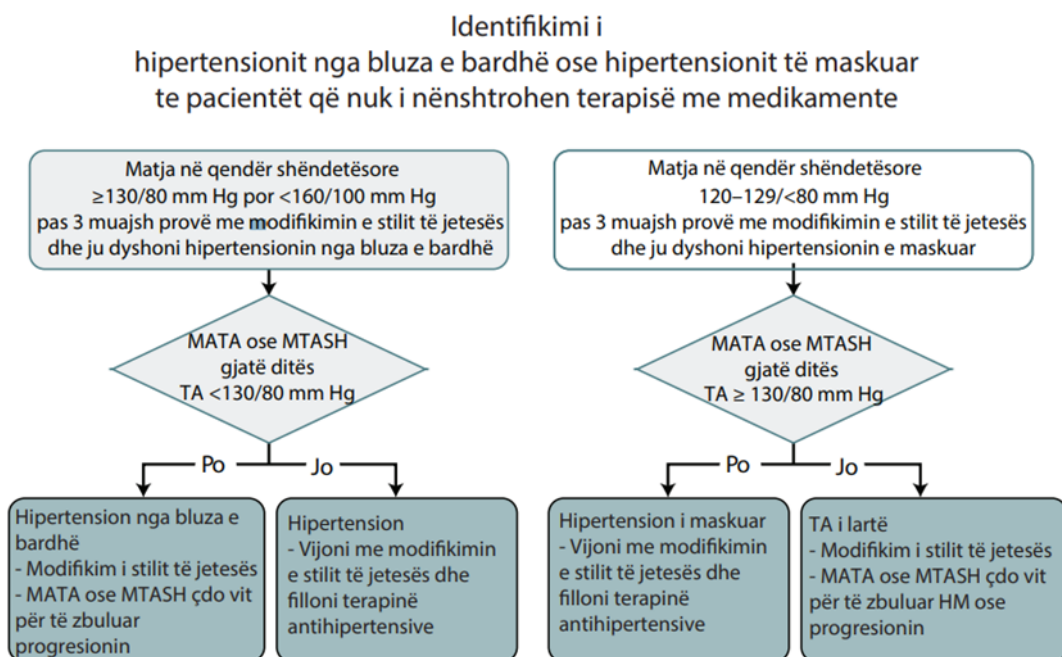 Identifikimi i
hipertensionit nga bluza e bardhë ose hipertensionit të maskuar
te pacientët që nuk i nënshtrohen terapisë me medikamente
Matja në qendër shëndetësore
≥130/80 mm Hg por <160/100 mm Hg
pas 3 muajsh provë me modifikimin e stilit të jetesës
dhe ju dyshoni hipertensionin nga bluza e bardhë
Matja në qendër shëndetësore
120–129/<80 mm Hg
pas 3 muajsh provë me modifikimin e stilit të jetesës
dhe ju dyshoni hipertensionin e maskuar
MATA ose MTASH
gjatë ditës
TA <130/80 mm Hg
MATA ose MTASH
gjatë ditës
TA ≥ 130/80 mm Hg
Po
Jo
Po
Jo
Hipertension nga bluza e
bardhë
- Modifikim i stilit të jetesës
- MATA ose MTASH çdo vit
për të zbuluar
progresionin
Hipertension
- Vijoni me modifikimin
e stilit të jetesës dhe
filloni terapinë
antihipertensive
Hipertension i maskuar
- Vijoni me modifikimin
e stilit të jetesës dhe
filloni terapinë
antihipertensive
TA i lartë
- Modifikim i stilit të jetesës
- MATA ose MTASH çdo vit
për të zbuluar HM ose
progresionin